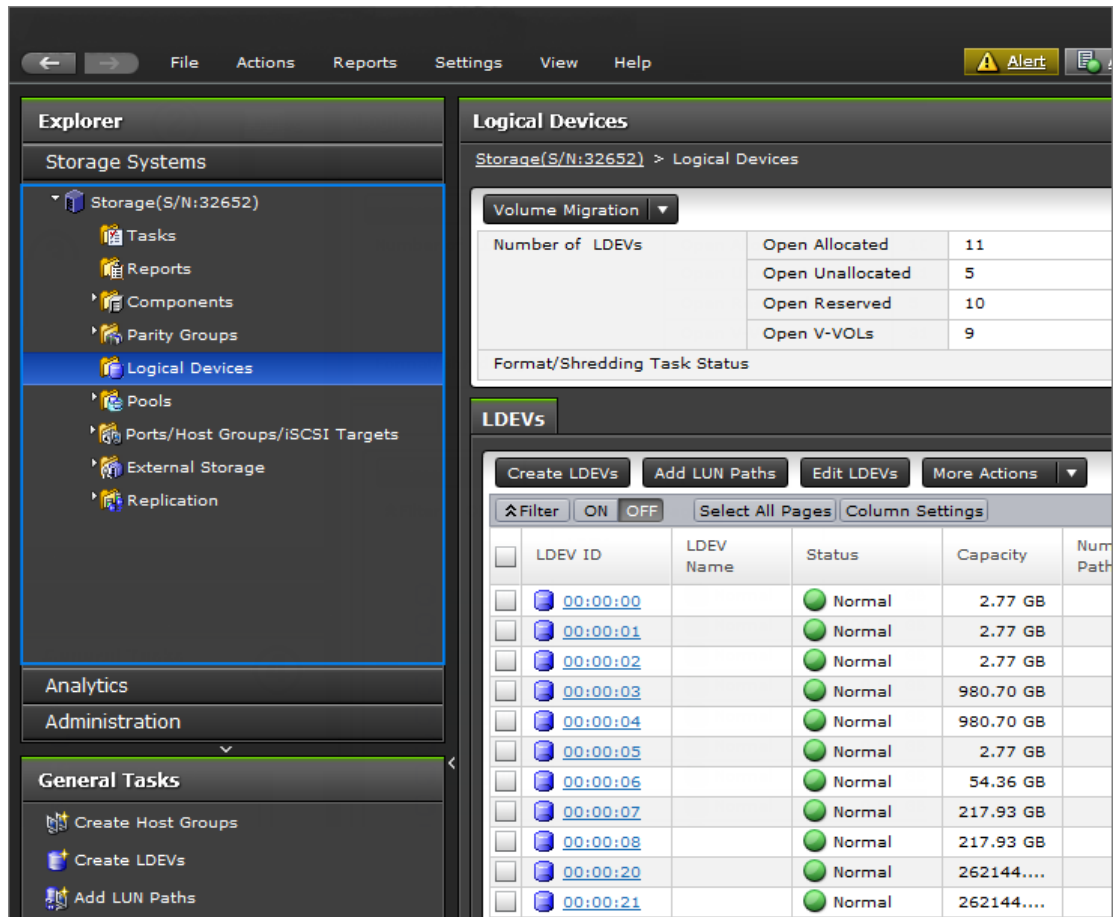 File Actions Reports Settings View Help Alert
Explorer
Storage Systems
Storage(S/N:32652)
Tasks
Reports
Components
Parity Groups
Logical Devices
Pools
Ports/Host Groups/iSCSI Targets
External Storage
Replication
Analytics
Administration
General Tasks
Create Host Groups
Create LDEVs
Add LUN Paths
Logical Devices
Storage(S/N:32652) > Logical Devices
Volume Migration
Number of LDEVs Open Allocated 11
Open Unallocated 5
Open Reserved 10
Open V-VOLs 9
Format/Shredding Task Status
LDEVs
Create LDEVs Add LUN Paths Edit LDEVs More Actions
Filter ON OFF Select All Pages Column Settings
LDEV ID LDEV Name Status Capacity
00:00:00 Normal 2.77 GB
00:00:01 Normal 2.77 GB
00:00:02 Normal 2.77 GB
00:00:03 Normal 980.70 GB
00:00:04 Normal 980.70 GB
00:00:05 Normal 2.77 GB
00:00:06 Normal 54.36 GB
00:00:07 Normal 217.93 GB
00:00:08 Normal 217.93 GB
00:00:20 Normal 262144....
00:00:21 Normal 262144....